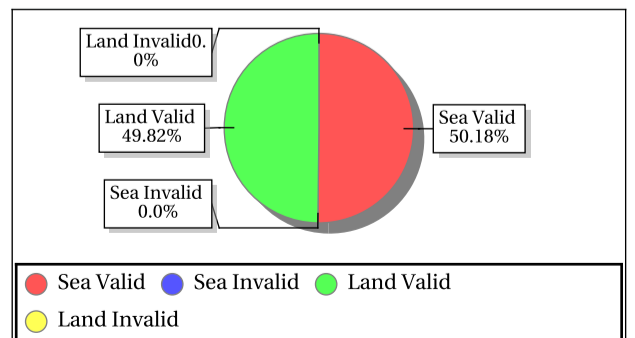 Land Invalid0.
0%
Land Valid
49.82%
Sea Valid
50.18%
Sea Invalid
0.0%
Sea Valid Sea Invalid Land Valid
Land Invalid